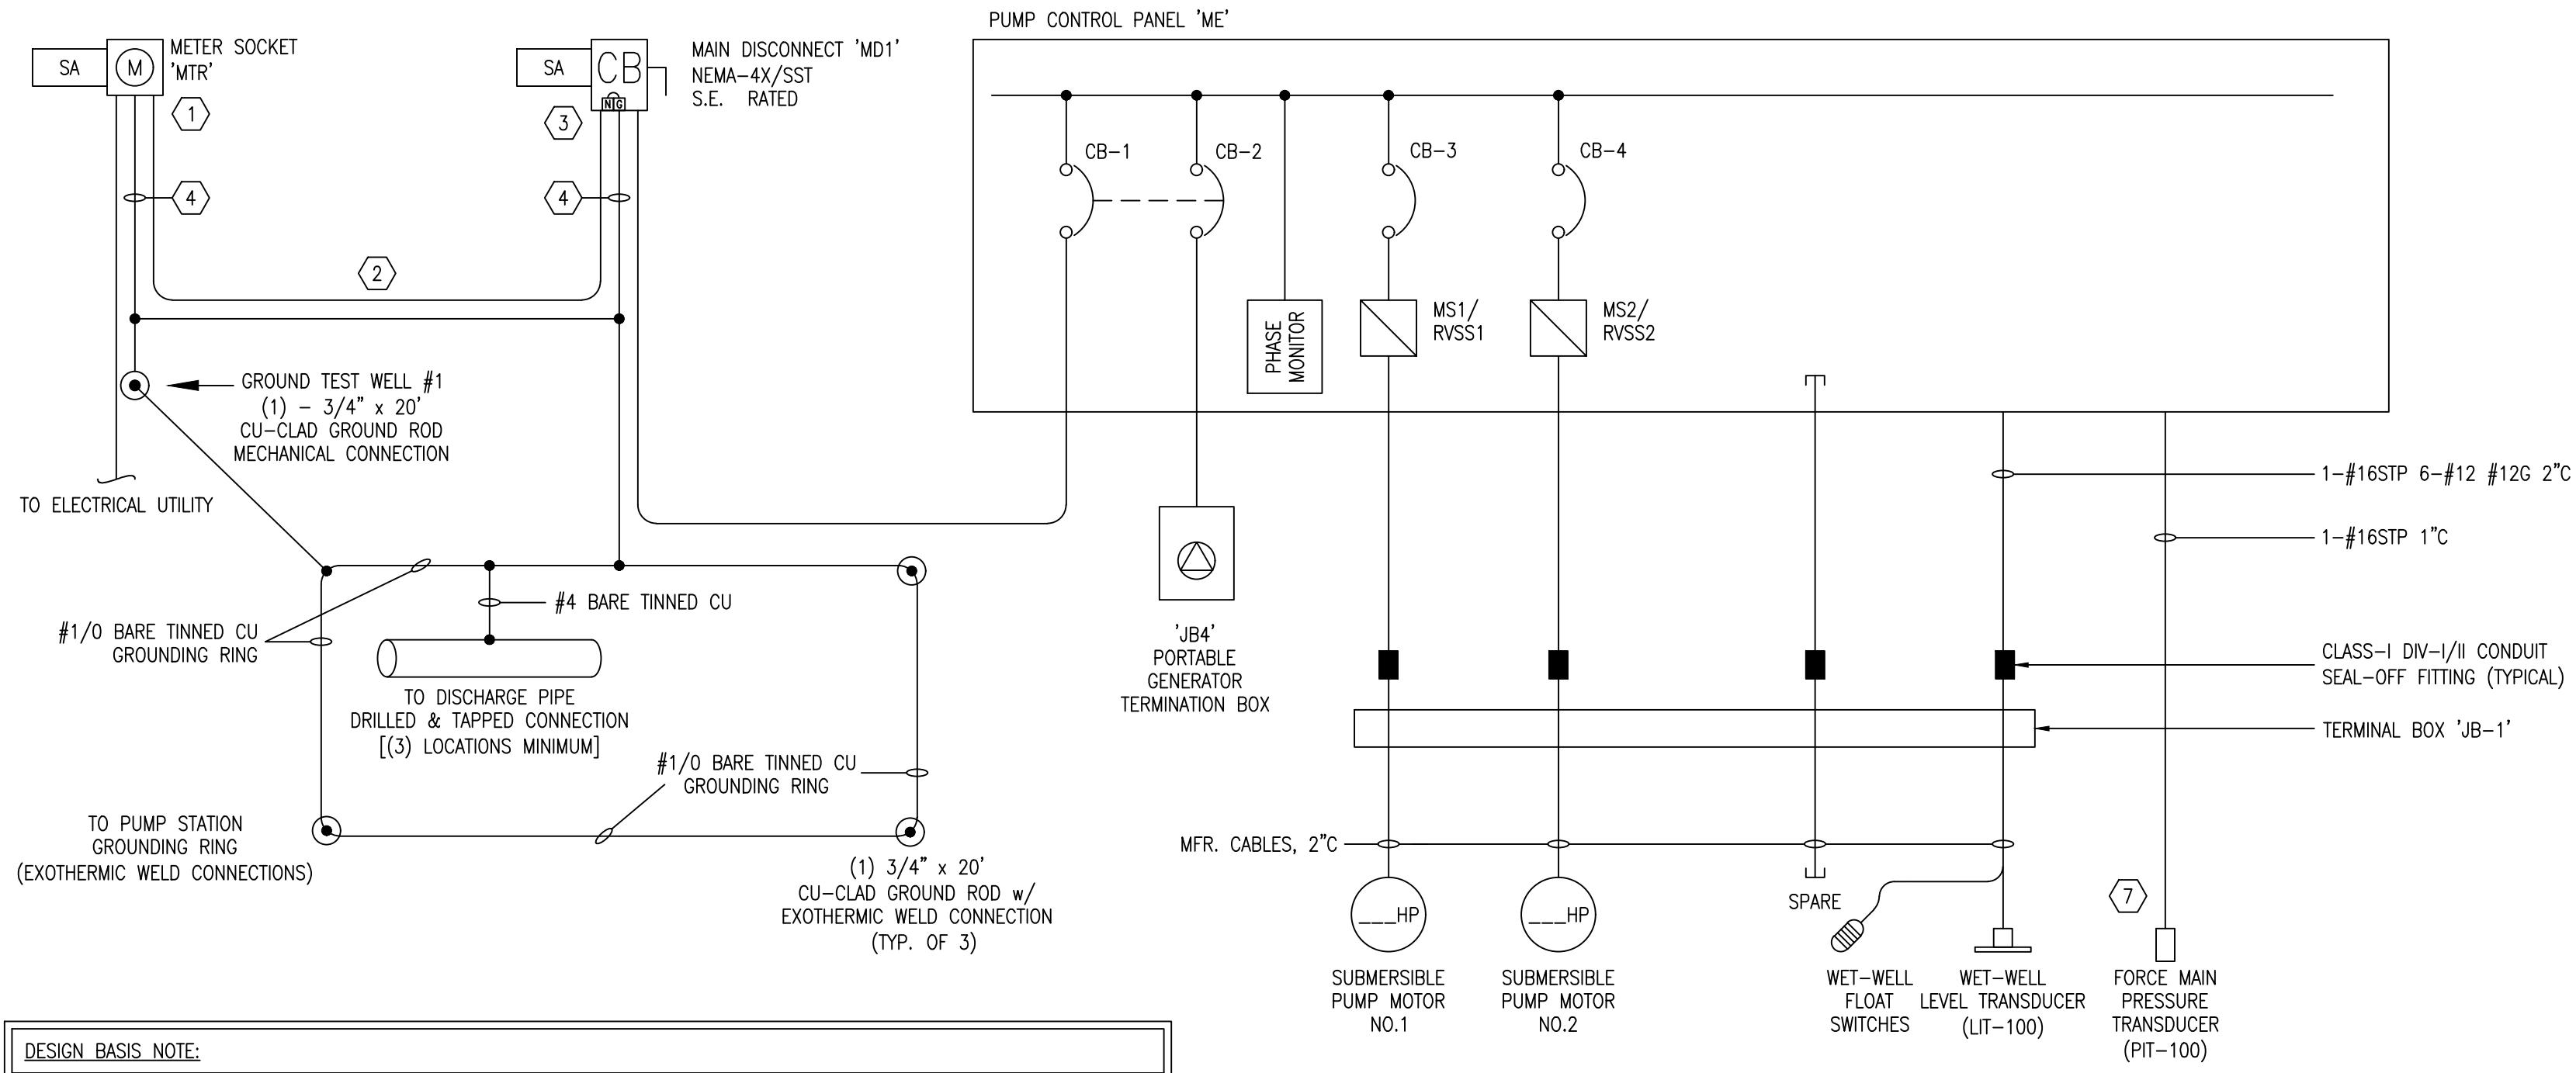 PUMP CONTROL PANEL 'ME'
SA
M
METER SOCKET
'MTR'
1
SA
CB
N G
MAIN DISCONNECT 'MD1'
NEMA-4X/SST
S.E. RATED
3
4
4
2
CB-1
CB-2
CB-3
CB-4
PHASE
MONITOR
MS1/
RVSS1
MS2/
RVSS2
GROUND TEST WELL #1
(1) - 3/4" x 20'
CU-CLAD GROUND ROD
MECHANICAL CONNECTION
TO ELECTRICAL UTILITY
1-#16STP 6-#12 #12G 2"C
1-#16STP 1"C
#4 BARE TINNED CU
#1/0 BARE TINNED CU
GROUNDING RING
TO DISCHARGE PIPE
DRILLED & TAPPED CONNECTION
[(3) LOCATIONS MINIMUM]
'JB4'
PORTABLE
GENERATOR
TERMINATION BOX
CLASS-I DIV-I/II CONDUIT
SEAL-OFF FITTING (TYPICAL)
TERMINAL BOX 'JB-1'
#1/0 BARE TINNED CU
GROUNDING RING
TO PUMP STATION
GROUNDING RING
(EXOTHERMIC WELD CONNECTIONS)
(1) 3/4" x 20'
CU-CLAD GROUND ROD w/
EXOTHERMIC WELD CONNECTION
(TYP. OF 3)
MFR. CABLES, 2"C
___HP
___HP
SPARE
7
SUBMERSIBLE
PUMP MOTOR
NO.1
SUBMERSIBLE
PUMP MOTOR
NO.2
WET-WELL
FLOAT
SWITCHES
WET-WELL
LEVEL TRANSDUCER
(LIT-100)
FORCE MAIN
PRESSURE
TRANSDUCER
(PIT-100)
DESIGN BASIS NOTE: